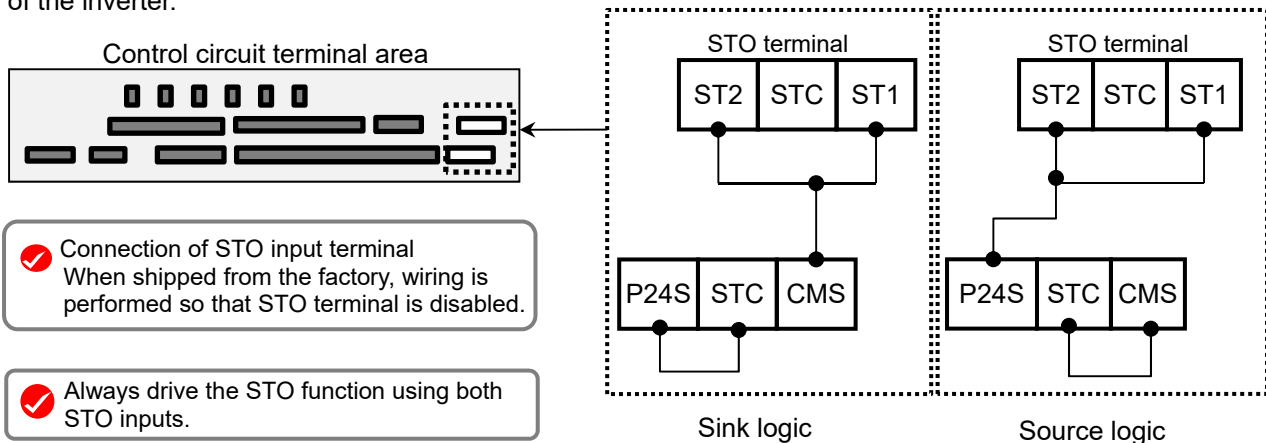 of the inverter.
Control circuit terminal area
Connection of STO input terminal
When shipped from the factory, wiring is
performed so that STO terminal is disabled.
Always drive the STO function using both
STO inputs.
STO terminal
ST2 STC ST1
P24S STC CMS
Sink logic
STO terminal
ST2 STC ST1
P24S STC CMS
Source logic